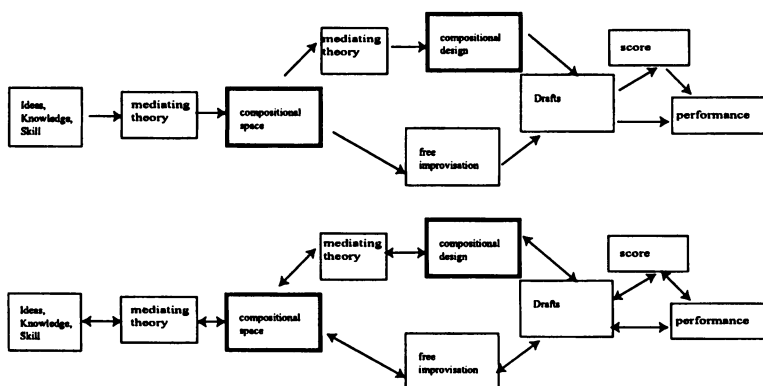 mediating
theory
compositional
design
score
Ideas,
Knowledge,
Skill
mediating
theory
compositional
space
Drafts
performance
free
improvisation
mediating
theory
compositional
design
score
Ideas,
Knowledge,
Skill
mediating
theory
compositional
space
Drafts
performance
free
improvisation